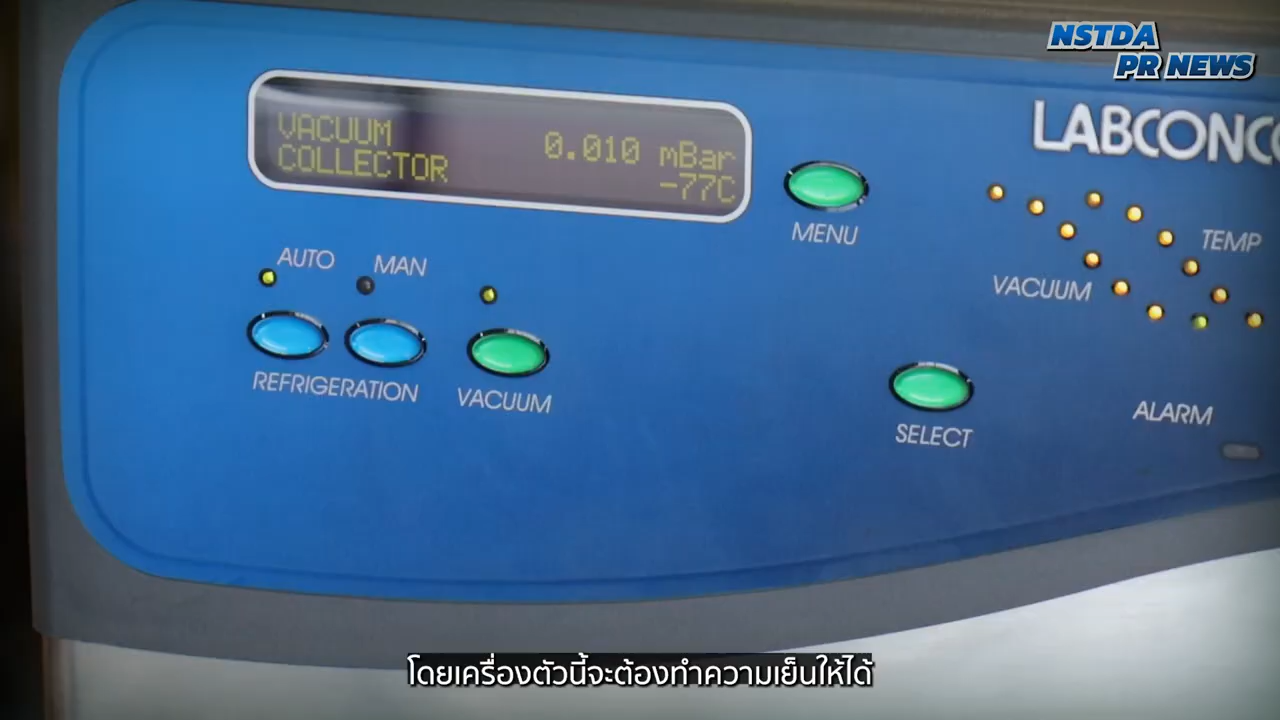 NSTDA
PR NEWS
LABCONC
VACUUM 0.010 mBar
COLLECTOR -77C
MENU
TEMP
VACUUM
AUTO MAN
REFRIGERATION
VACUUM
SELECT
ALARM
โดยเครื่องตัวนี้จะต้องทำความเย็นให้ได้